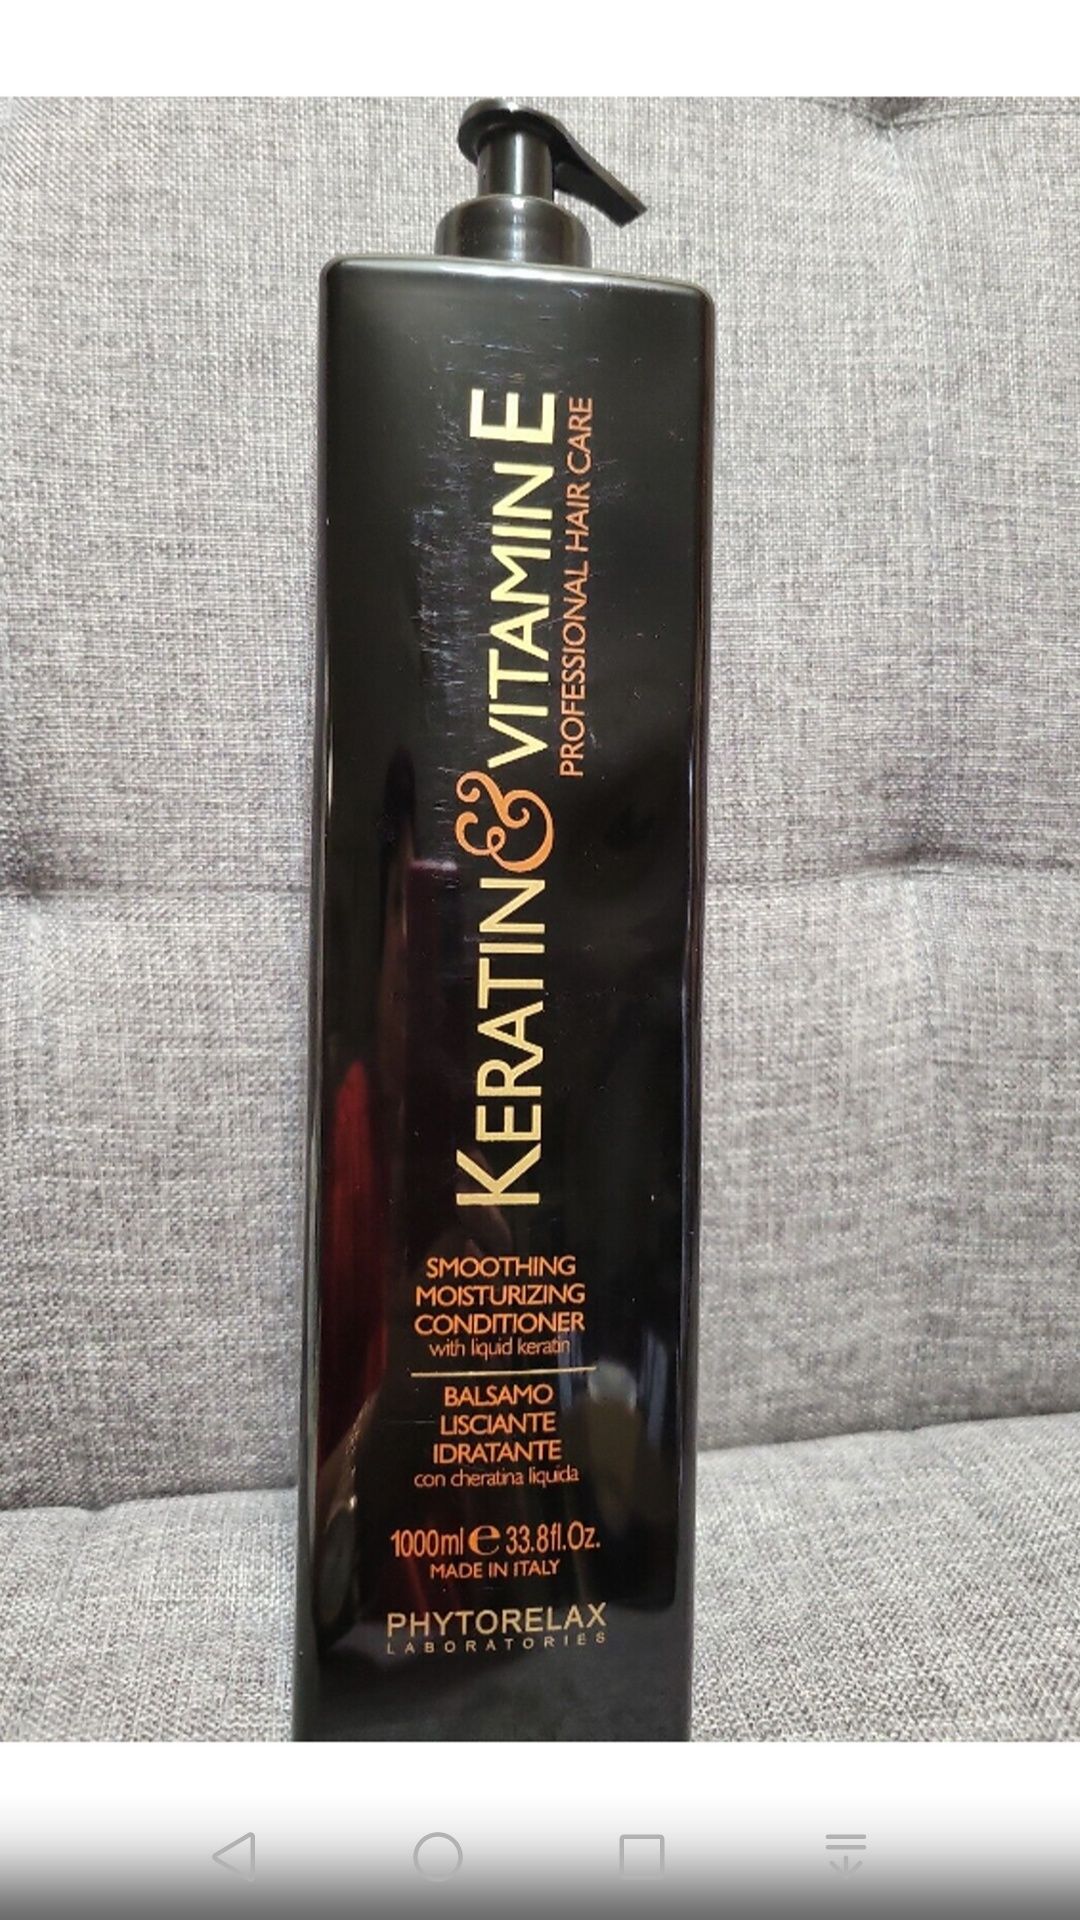 KERATIN & VITAMIN E
PROFESSIONAL HAIR CARE
SMOOTHING
MOISTURIZING
CONDITIONER
with liquid keratin
BALSAMO
LISCIANTE
IDRATANTE
con cheratina liquida
1000ml e 33.8fl.Oz.
MADE IN ITALY
PHYTORELAX
LABORATORIES